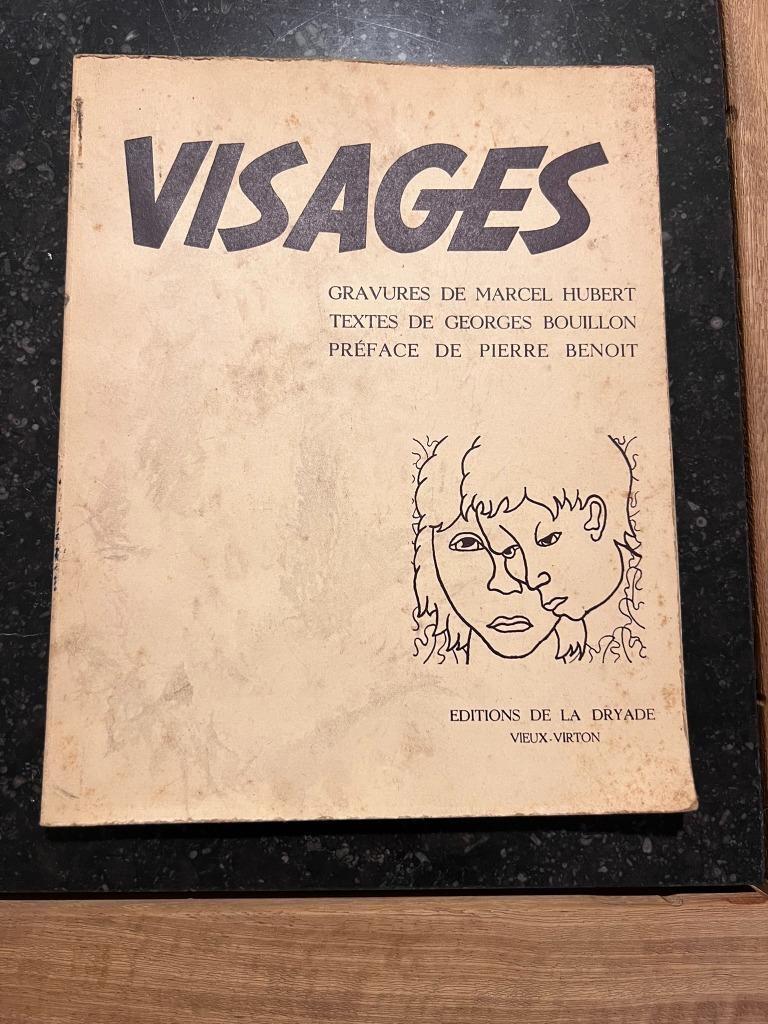 VISAGES
GRAVURES DE MARCEL HUBERT
TEXTES DE GEORGES BOUILLON
PRÉFACE DE PIERRE BENOIT
EDITIONS DE LA DRYADE
VIEUX-VIRTON